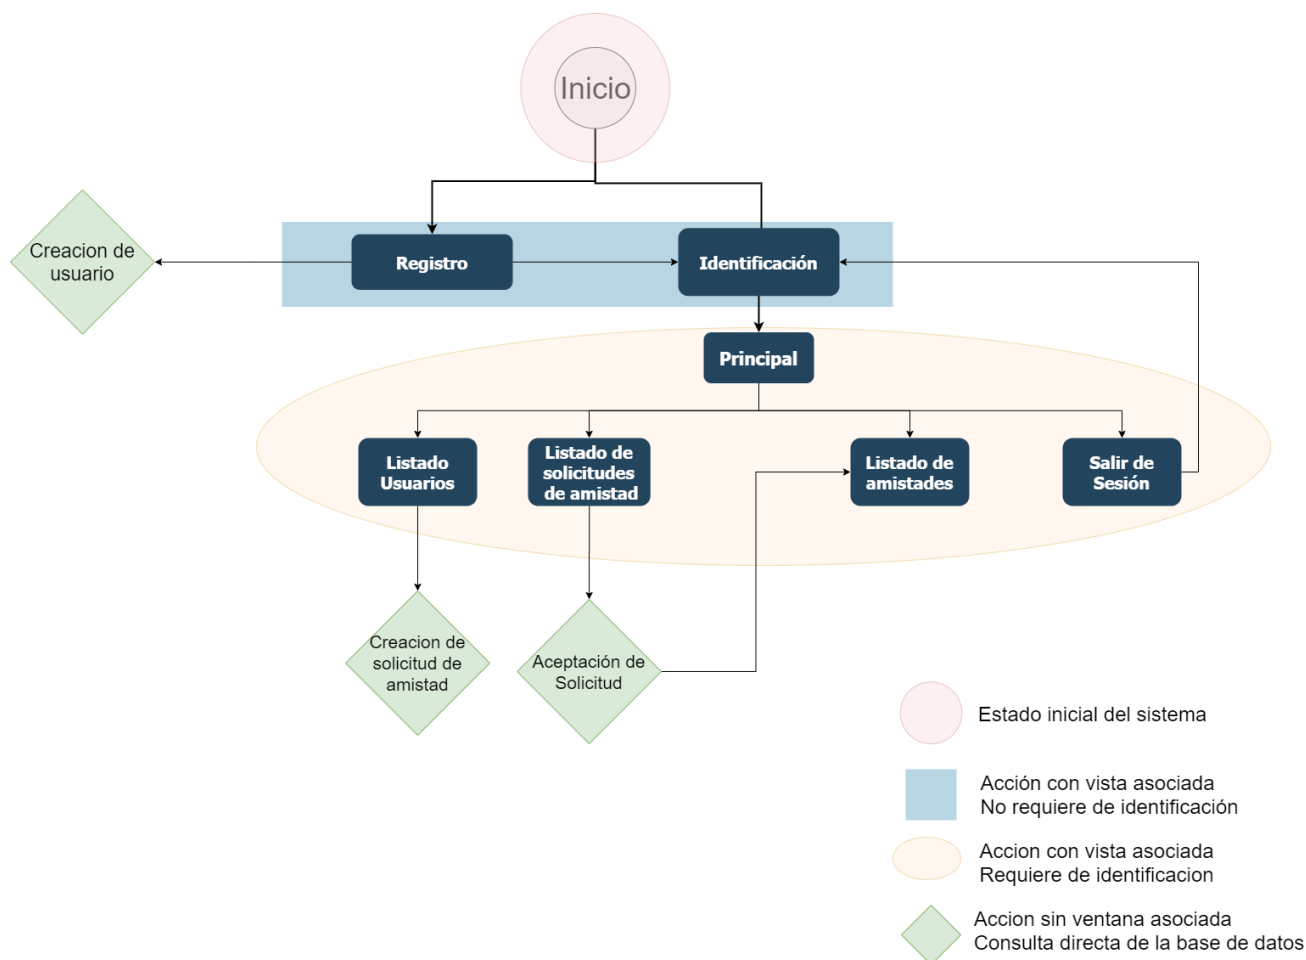 Inicio
Creacion de
usuario
Registro
Identificación
Principal
Listado
Usuarios
Listado de
solicitudes
de amistad
Listado de
amistades
Salir de
Sesión
Creacion de
solicitud de
amistad
Aceptación de
Solicitud
Estado inicial del sistema
Acción con vista asociada
No requiere de identificación
Accion con vista asociada
Requiere de identificacion
Accion sin ventana asociada
Consulta directa de la base de datos